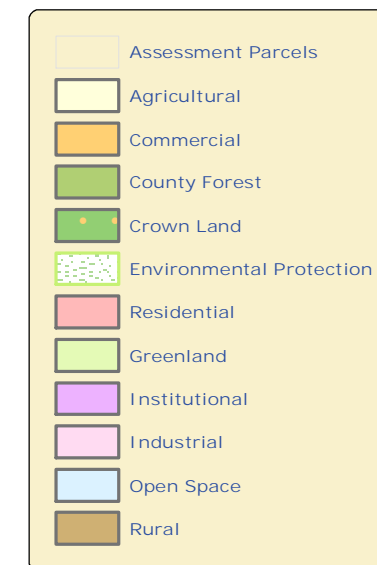 Assessment Parcels
Agricultural
Commercial
County Forest
Crown Land
Environmental Protection
Residential
Greenland
Institutional
Industrial
Open Space
Rural